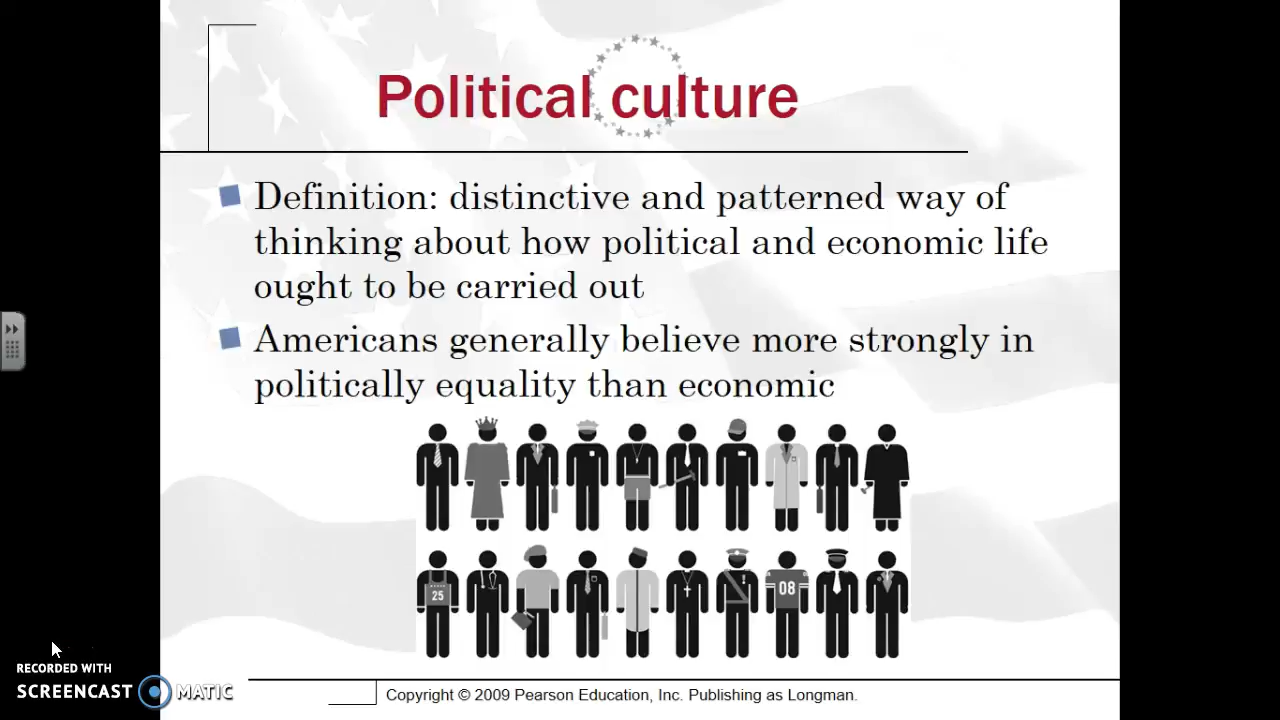 Political culture
Definition: distinctive and patterned way of
thinking about how political and economic life
ought to be carried out
Americans generally believe more strongly in
politically equality than economic
25
08
RECORDED WITH
SCREENCAST MATIC
Copyright © 2009 Pearson Education, Inc. Publishing as Longman.